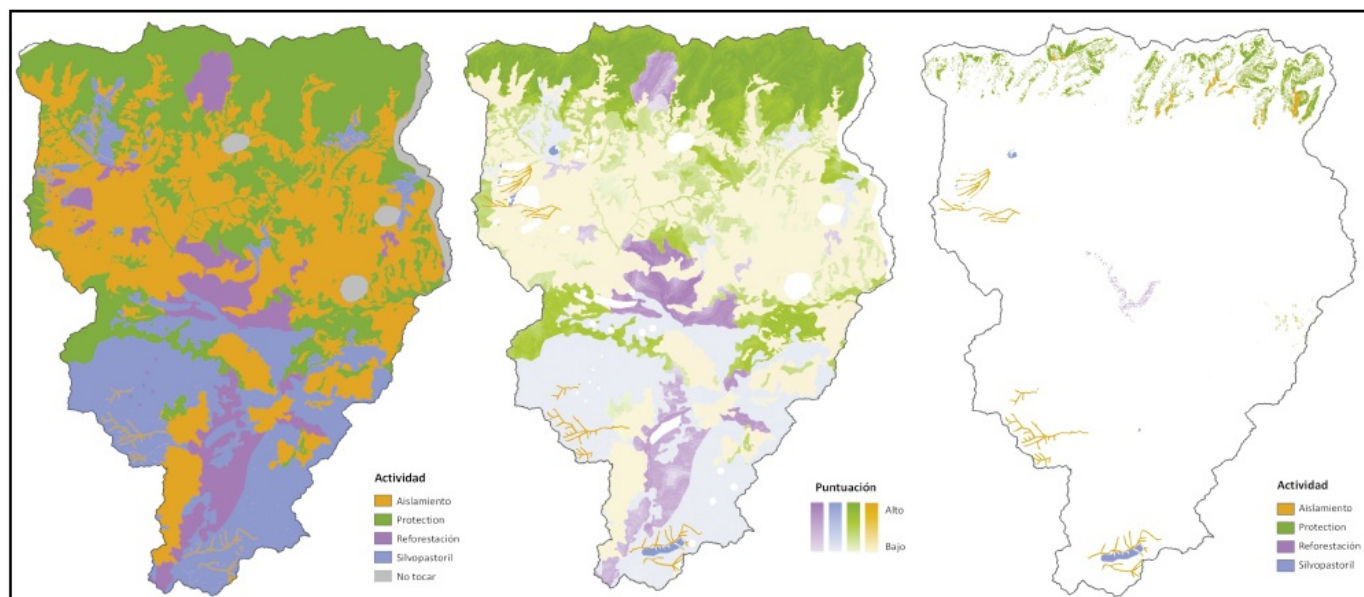 Actividad
Aislamiento
Protection
Reforestación
Silvopastoril
No tocar
Puntuación
Alto
Bajo
Actividad
Aislamiento
Protection
Reforestación
Silvopastoril